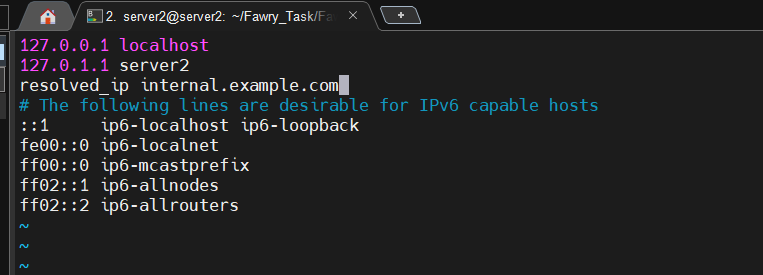 2. server2@server2: ~/Fawry_Task/Fa
127.0.0.1 localhost
127.0.1.1 server2
resolved_ip internal.example.com
# The following lines are desirable for IPv6 capable hosts
::1     ip6-localhost ip6-loopback
fe00::0 ip6-localnet
ff00::0 ip6-mcastprefix
ff02::1 ip6-allnodes
ff02::2 ip6-allrouters
~
~
~